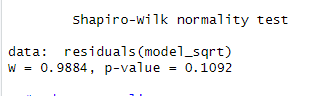 Shapiro-Wilk normality test
data:  residuals(model_sqrt)
W = 0.9884, p-value = 0.1092